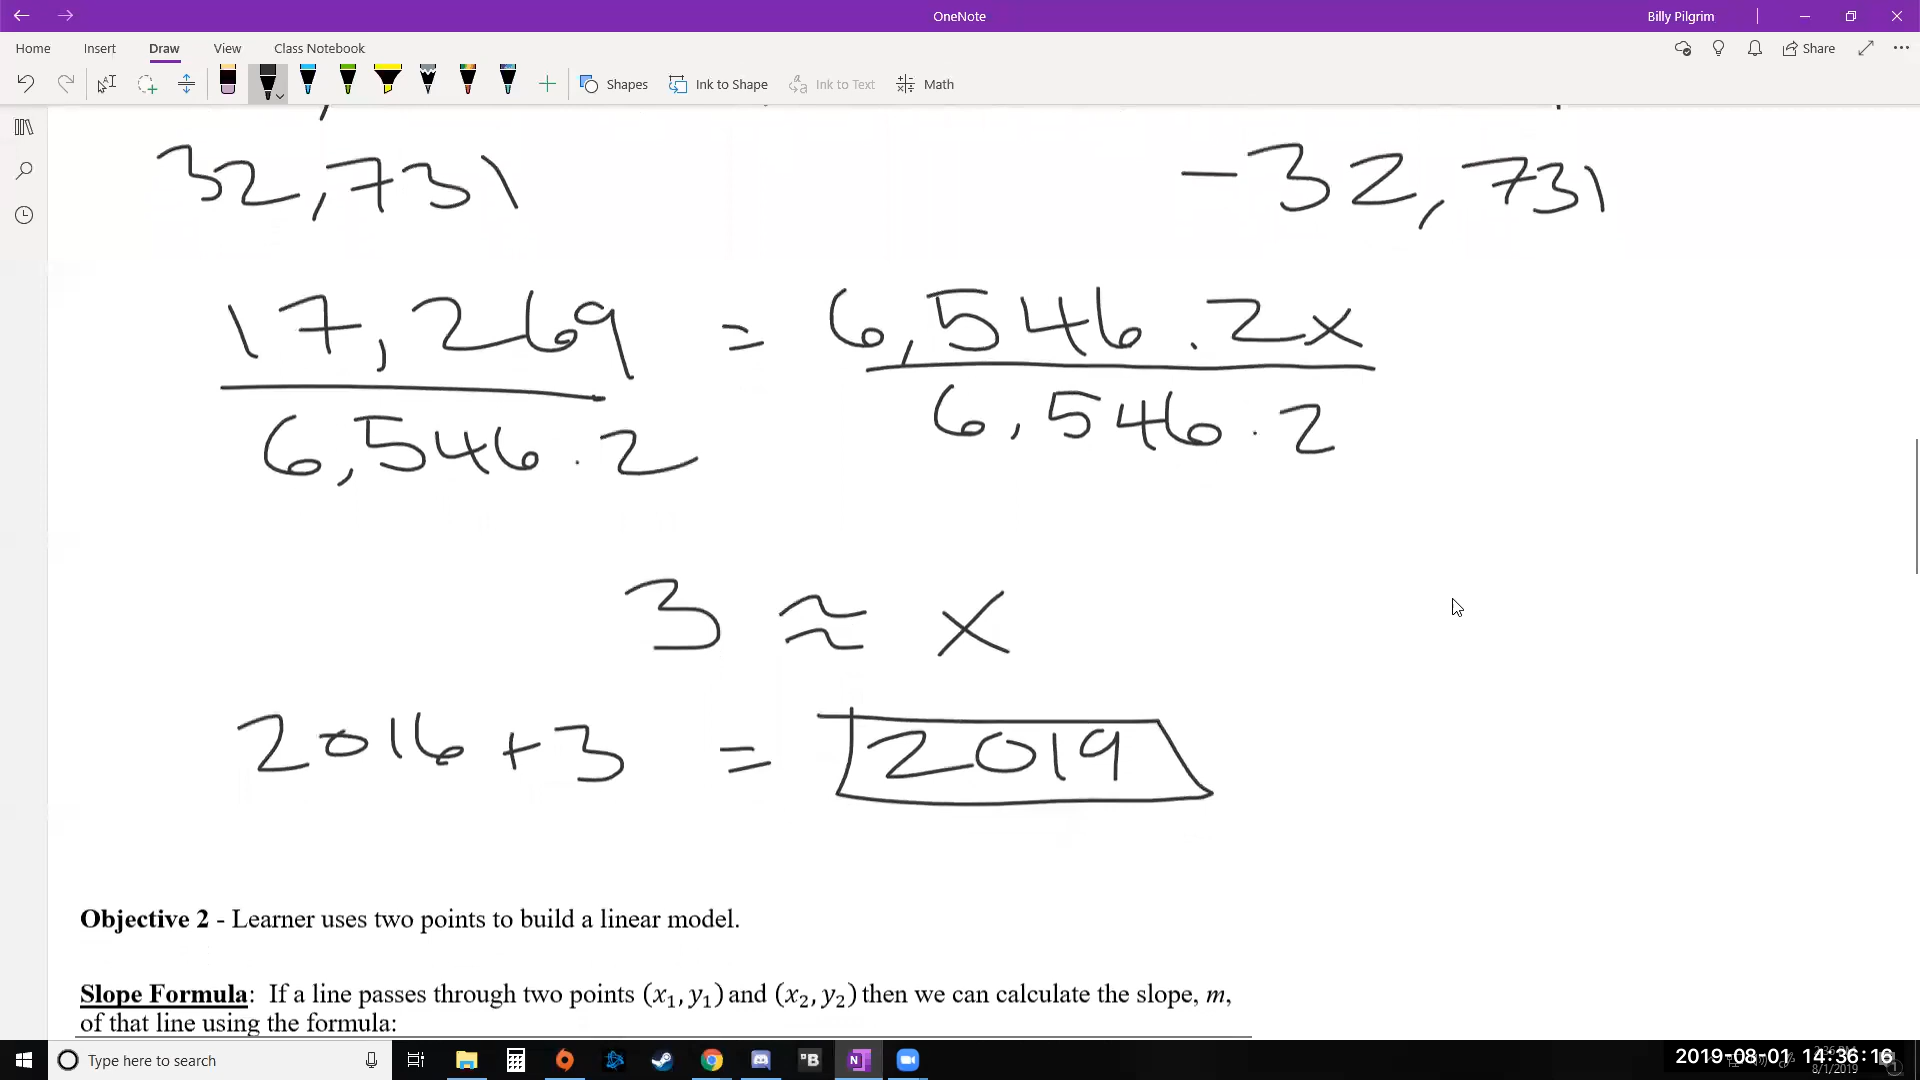 OneNote
Billy Pilgrim
Home Insert Draw View Class Notebook
Share
Shapes Ink to Shape Ink to Text Math
32,731 -32,731
17,269 = 6,546.2x
6,546.2 6,546.2
3 ≈ x
2016 + 3 = 2019
Objective 2 - Learner uses two points to build a linear model.
Slope Formula: If a line passes through two points (x₁, y₁) and (x₂, y₂) then we can calculate the slope, m,
of that line using the formula:
Type here to search
2019-08-01 14:36:16
8/1/2019